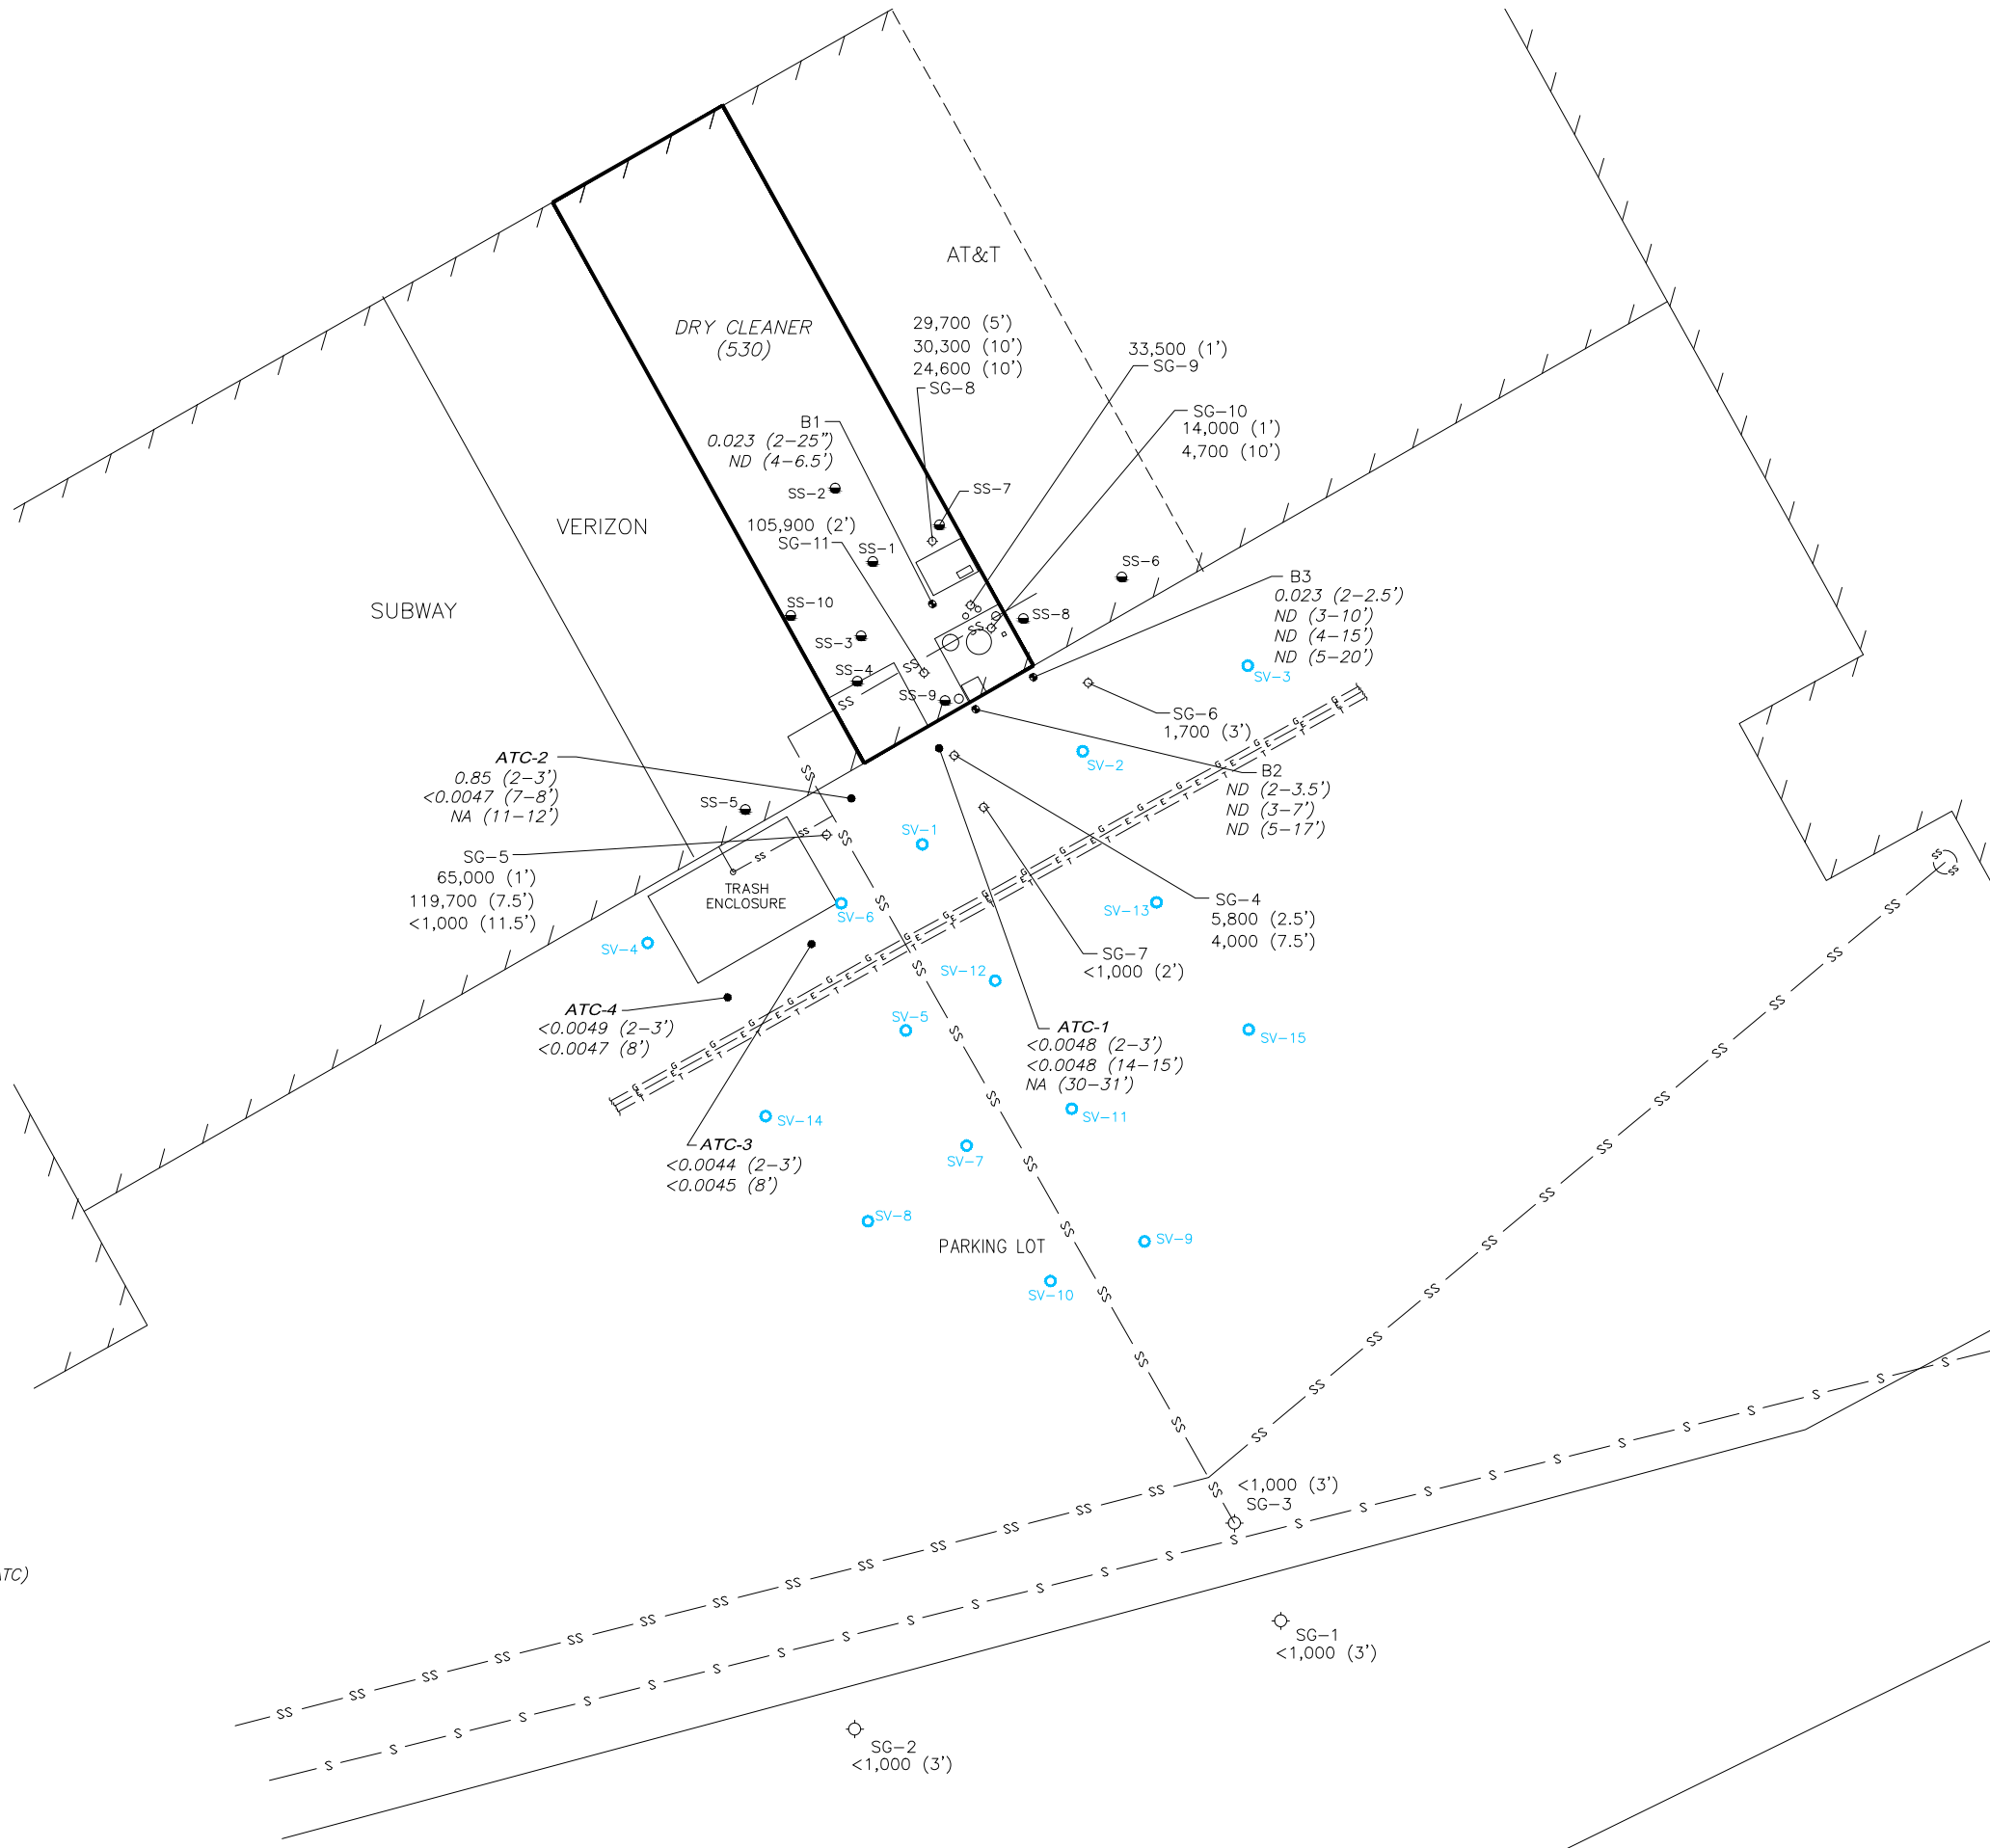 AT&T
DRY CLEANER
(530)
29,700 (5')
30,300 (10')
24,600 (10')
SG-8
33,500 (1')
SG-9
SG-10
14,000 (1')
4,700 (10')
B1
0.023 (2-25")
ND (4-6.5')
SS-2
SS-7
VERIZON
105,900 (2')
SG-11
SS-1
SS-6
SUBWAY
SS-10
SS-3
SS-8
SS-4
SS-9
B3
0.023 (2-2.5')
ND (3-10')
ND (4-15')
ND (5-20')
SV-3
SG-6
1,700 (3')
SV-2
B2
ND (2-3.5')
ND (3-7')
ND (5-17')
ATC-2
0.85 (2-3')
<0.0047 (7-8')
NA (11-12')
SS-5
SV-1
SG-5
65,000 (1')
119,700 (7.5')
<1,000 (11.5')
TRASH
ENCLOSURE
SV-6
SV-4
SV-13
SG-4
5,800 (2.5')
4,000 (7.5')
SG-7
<1,000 (2')
SV-12
ATC-4
<0.0049 (2-3')
<0.0047 (8')
SV-5
ATC-1
<0.0048 (2-3')
<0.0048 (14-15')
NA (30-31')
SV-15
SV-14
SV-11
ATC-3
<0.0044 (2-3')
<0.0045 (8')
SV-7
SV-8
PARKING LOT
SV-9
SV-10
<1,000 (3')
SG-3
ATC)
SG-1
<1,000 (3')
SG-2
<1,000 (3')